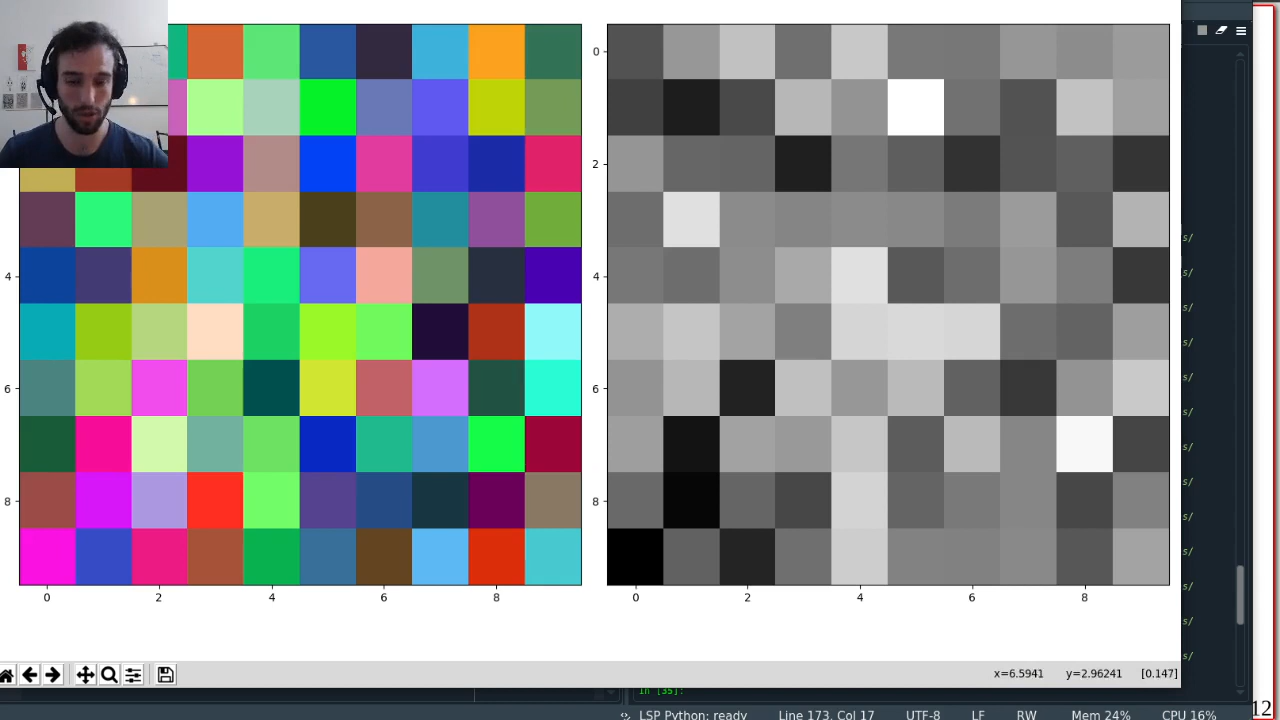 0
2
4
4
6
6
8
8
0
2
4
6
8
0
2
4
6
8
x=6.5941 y=2.96241 [0.147]
s/
s/
s/
s/
s/
s/
s/
s/
s/
s/
s/
s/
s/
In [35]:
LSP Python: ready Line 173, Col 17 UTF-8 LF RW Mem 24% CPU 16%
12